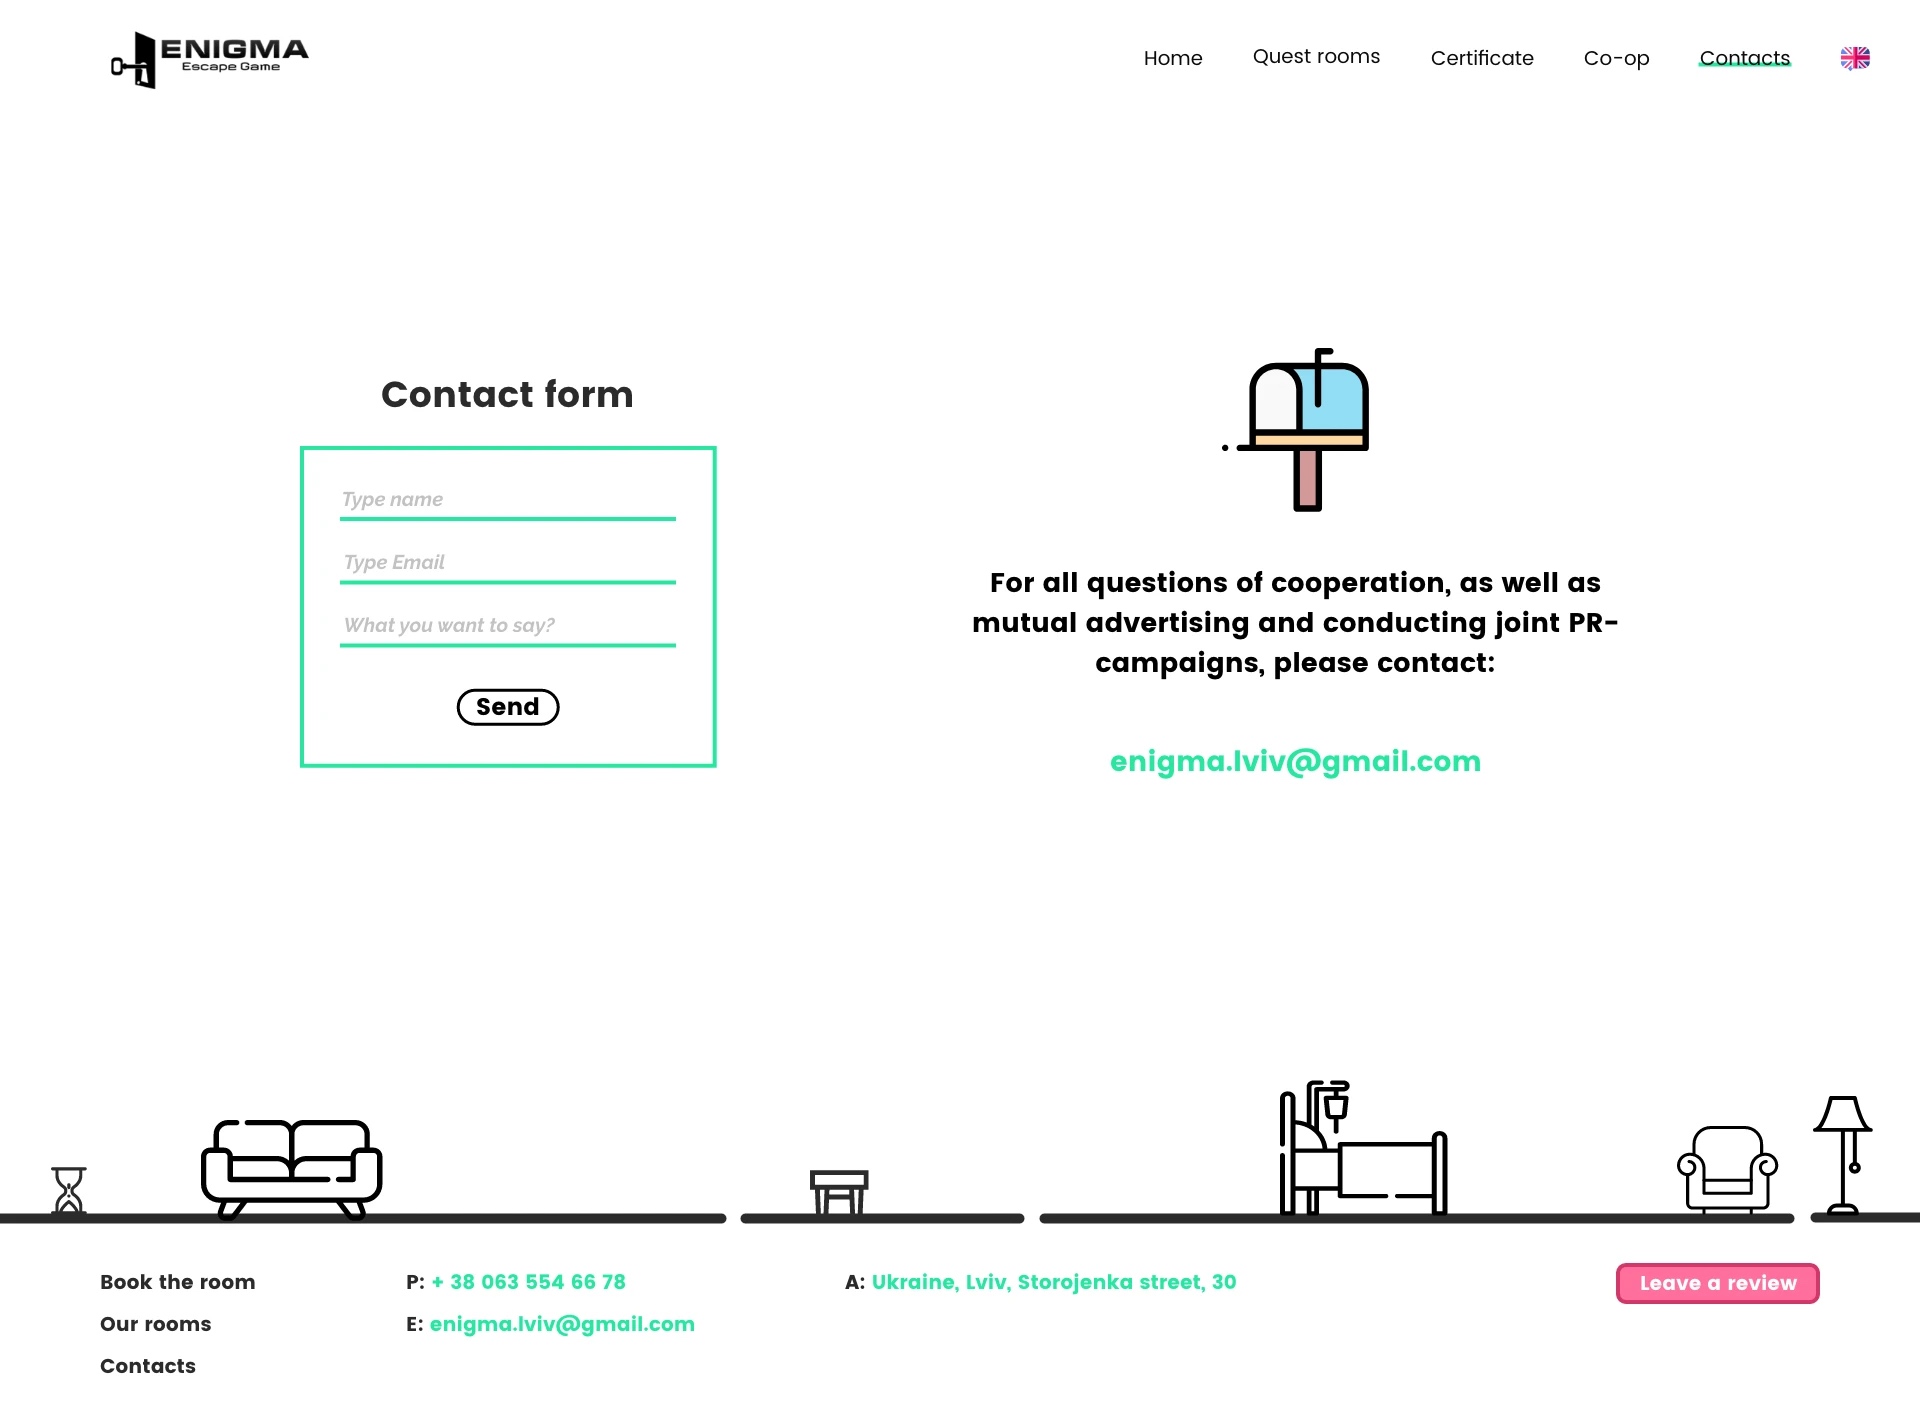 ENIGMA
Escape Game
Home
Quest rooms
Certificate
Co-op
Contacts
Contact form
Type name
Type Email
What you want to say?
Send
For all questions of cooperation, as well as
mutual advertising and conducting joint PR-
campaigns, please contact:
enigma.lviv@gmail.com
Book the room
Our rooms
Contacts
P: + 38 063 554 66 78
E: enigma.lviv@gmail.com
A: Ukraine, Lviv, Storojenka street, 30
Leave a review